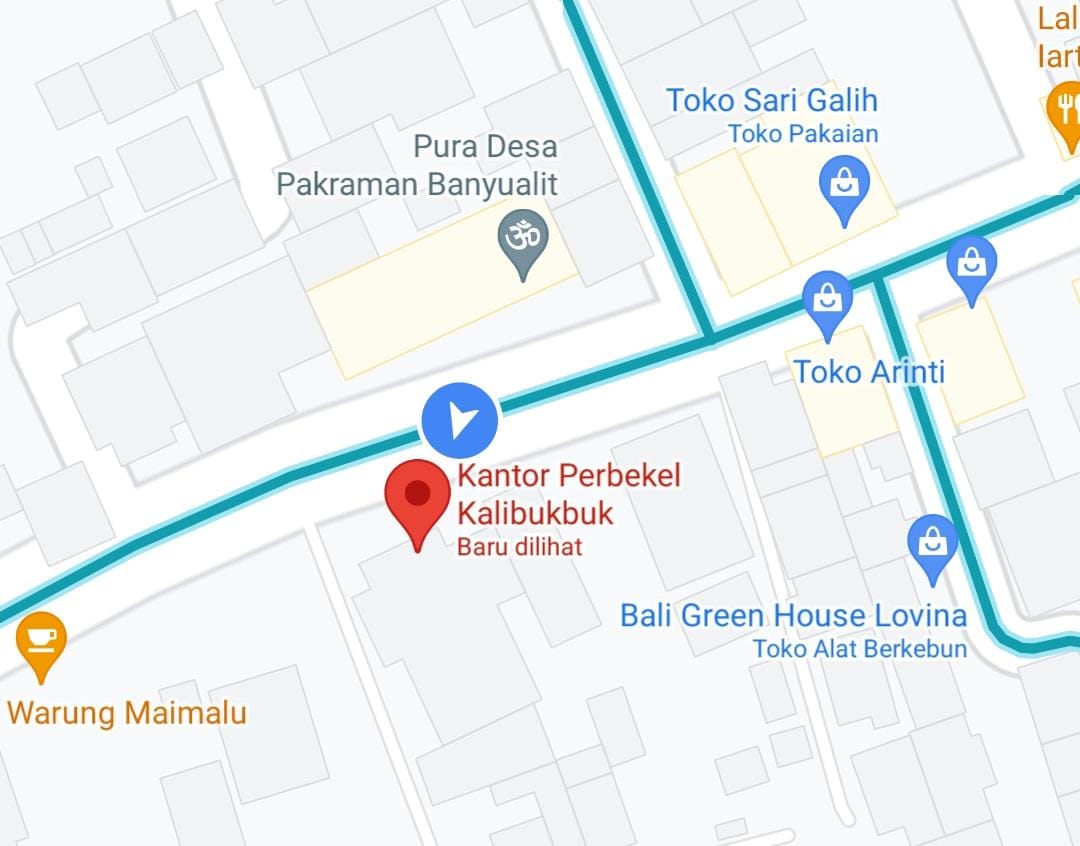 Lal
Iart
Toko Sari Galih
Toko Pakaian
Pura Desa
Pakraman Banyualit
ॐ
Toko Arinti
Kantor Perbekel
Kalibukbuk
Baru dilihat
Bali Green House Lovina
Toko Alat Berkebun
Warung Maimalu